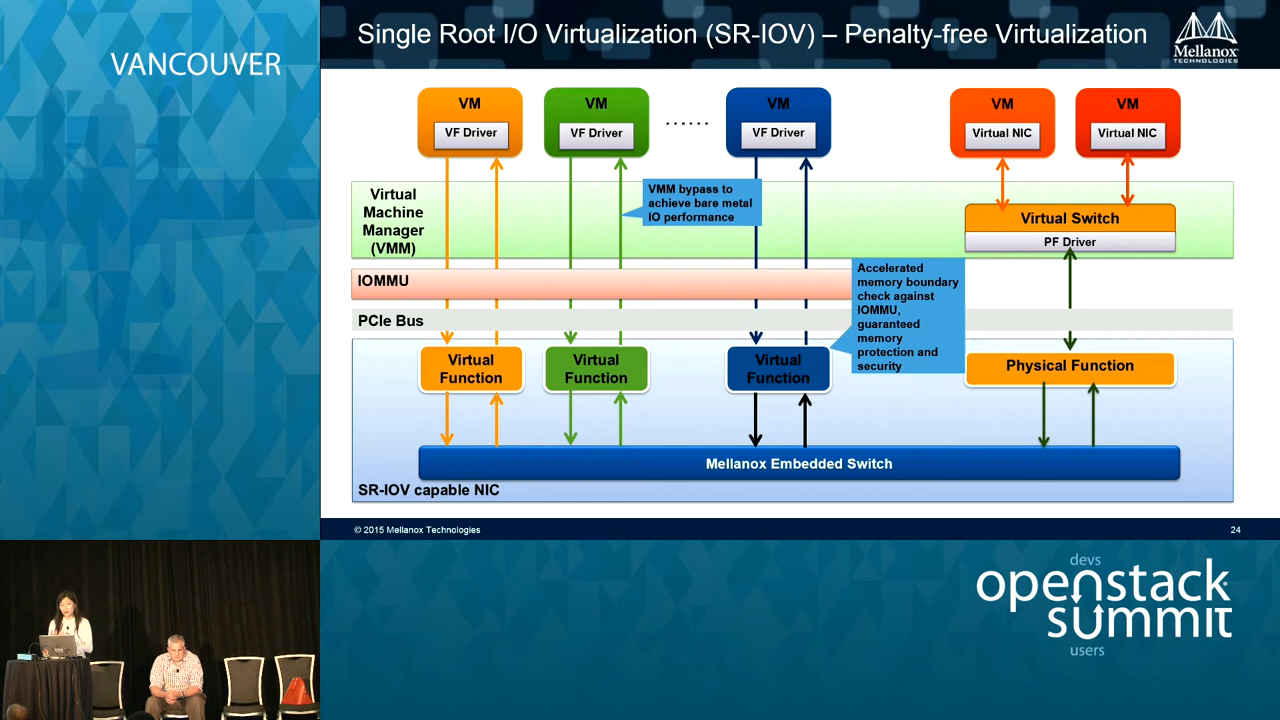 VANCOUVER
Single Root I/O Virtualization (SR-IOV) – Penalty-free Virtualization
Mellanox
TECHNOLOGIES
VM
VF Driver
VM
VF Driver
......
VM
VF Driver
VM
Virtual NIC
VM
Virtual NIC
Virtual
Machine
Manager
(VMM)
VMM bypass to
achieve bare metal
IO performance
Virtual Switch
PF Driver
IOMMU
Accelerated
memory boundary
check against
IOMMU,
guaranteed
memory
protection and
security
PCIe Bus
Virtual
Function
Virtual
Function
Virtual
Function
Physical Function
Mellanox Embedded Switch
SR-IOV capable NIC
© 2015 Mellanox Technologies
24
devs
openstack
summit
users